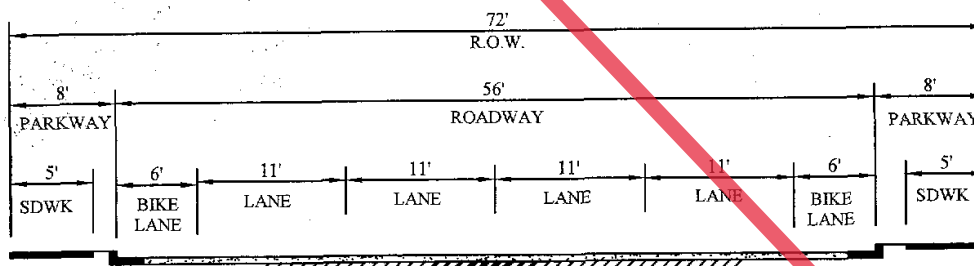 72'
R.O.W.
8' 56' 8'
PARKWAY ROADWAY PARKWAY
5' 6' 11' 11' 11' 11' 6' 5'
SDWK BIKE LANE LANE LANE LANE LANE BIKE LANE SDWK